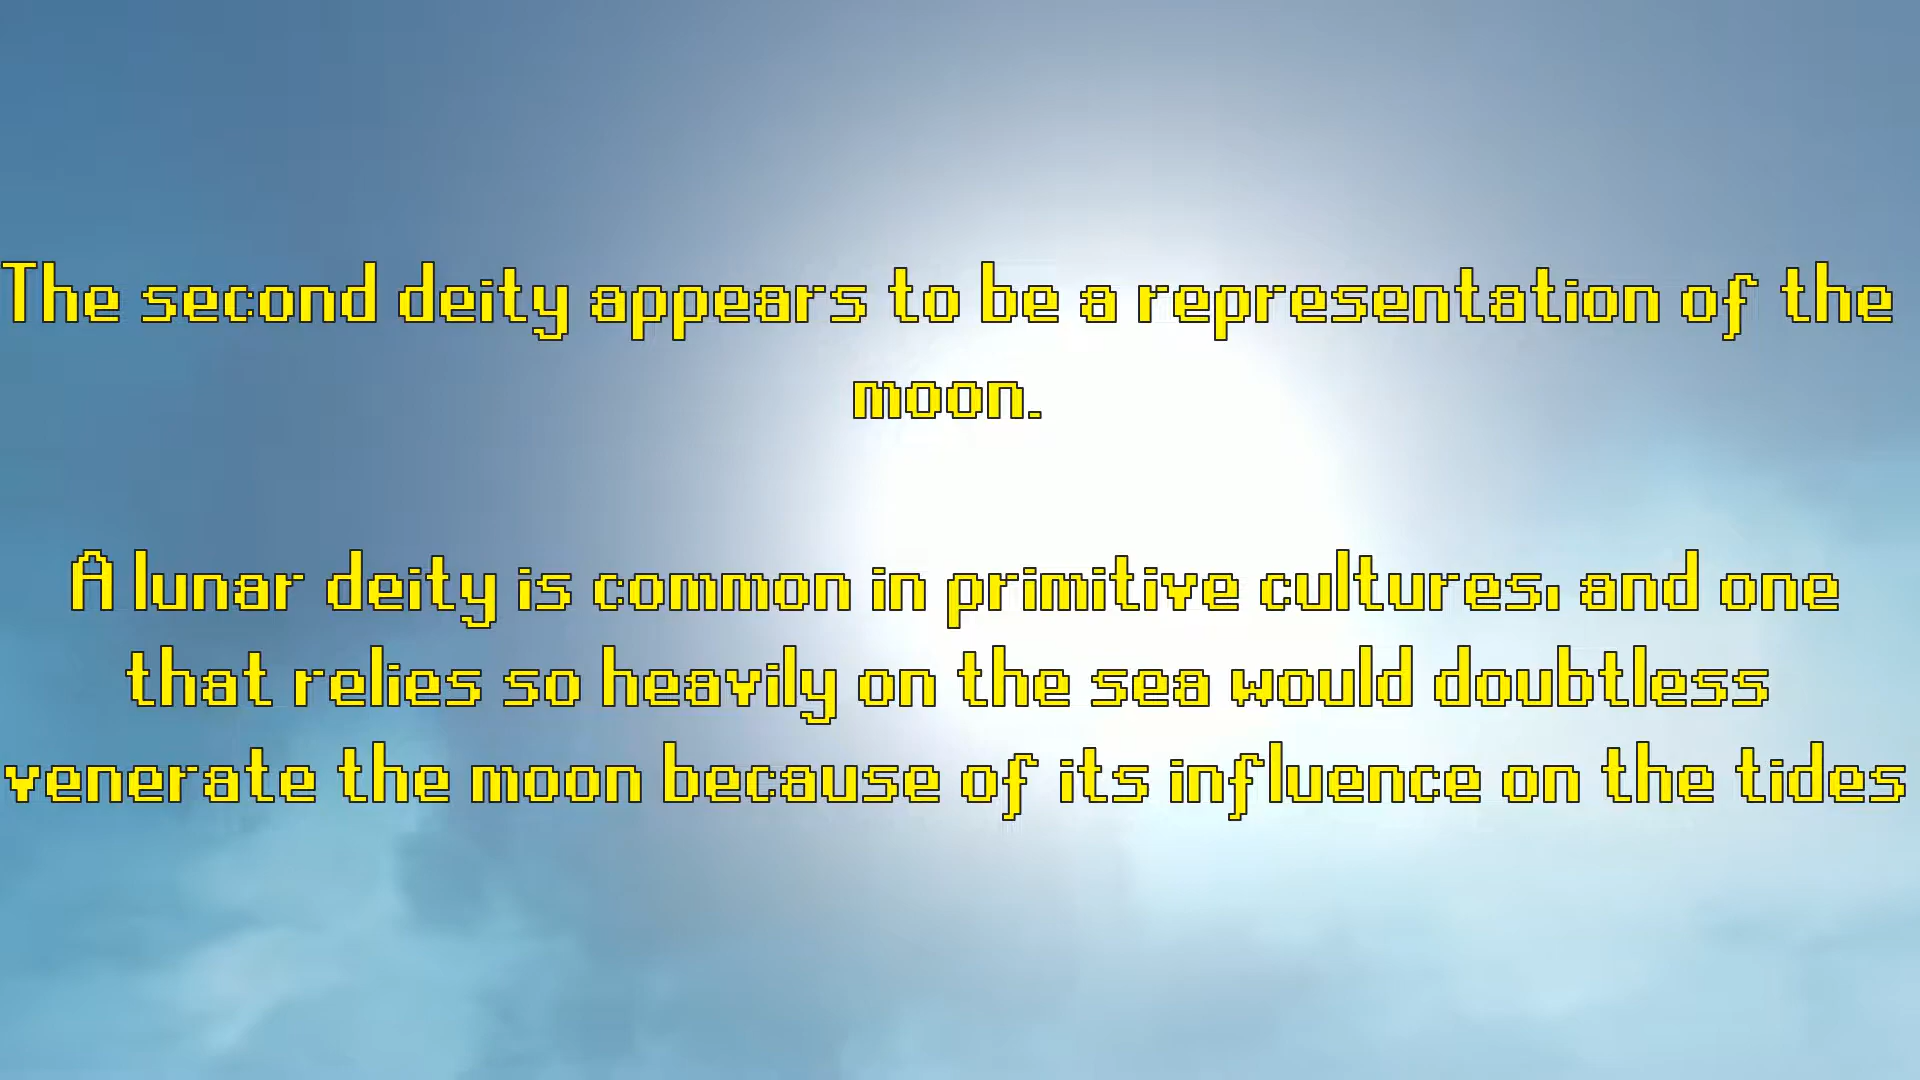 The second deity appears to be a representation of the
moon.
A lunar deity is common in primitive cultures, and one
that relies so heavily on the sea would doubtless
venerate the moon because of its influence on the tides